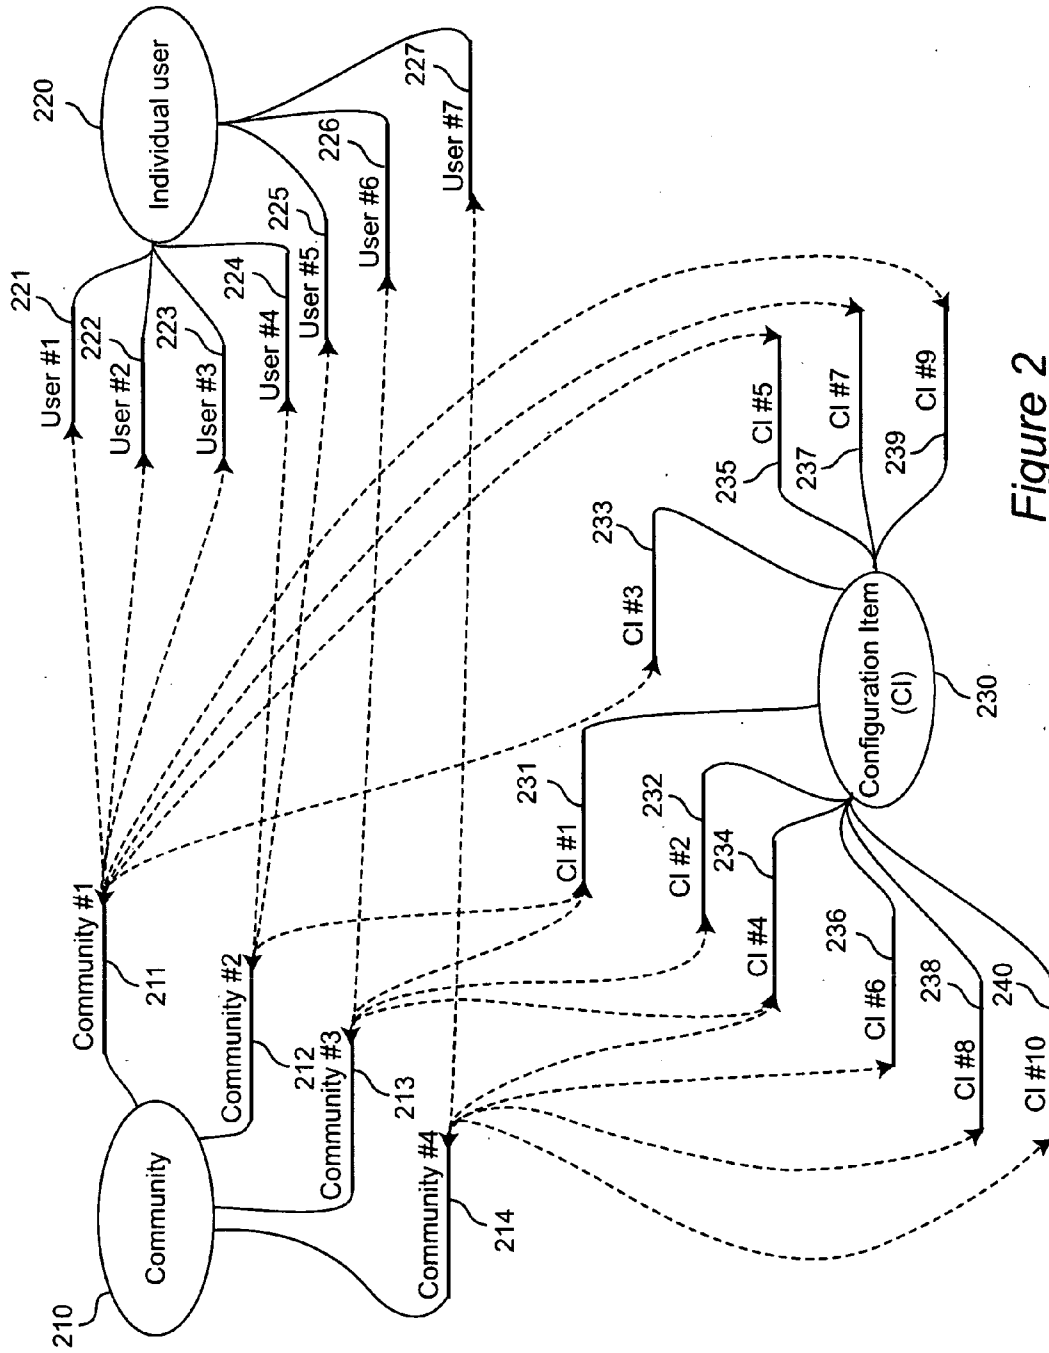 210
Community
Community #1
211
Community #2
212
Community #3
213
Community #4
214
220
Individual user
User #1
221
User #2
222
User #3
223
User #4
224
User #5
225
User #6
226
User #7
227
Configuration Item
(CI)
230
CI #1
231
CI #2
232
CI #3
233
CI #4
234
CI #5
235
CI #6
236
CI #7
237
CI #8
238
CI #9
239
CI #10
240
Figure 2